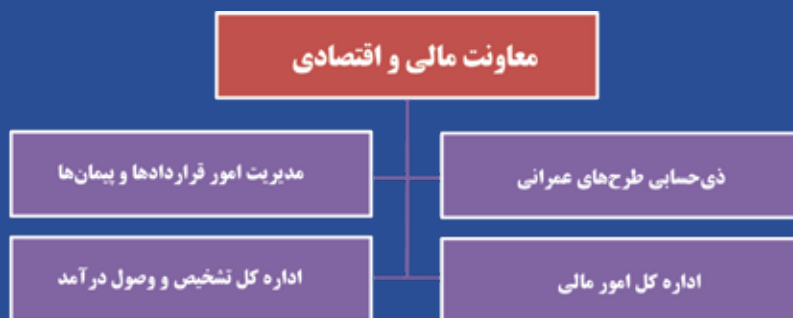 معاونت مالی و اقتصادی
ذی‌حسابی طرح‌های عمرانی
مدیریت امور قراردادها و پیمان‌ها
اداره کل امور مالی
اداره کل تشخیص و وصول درآمد